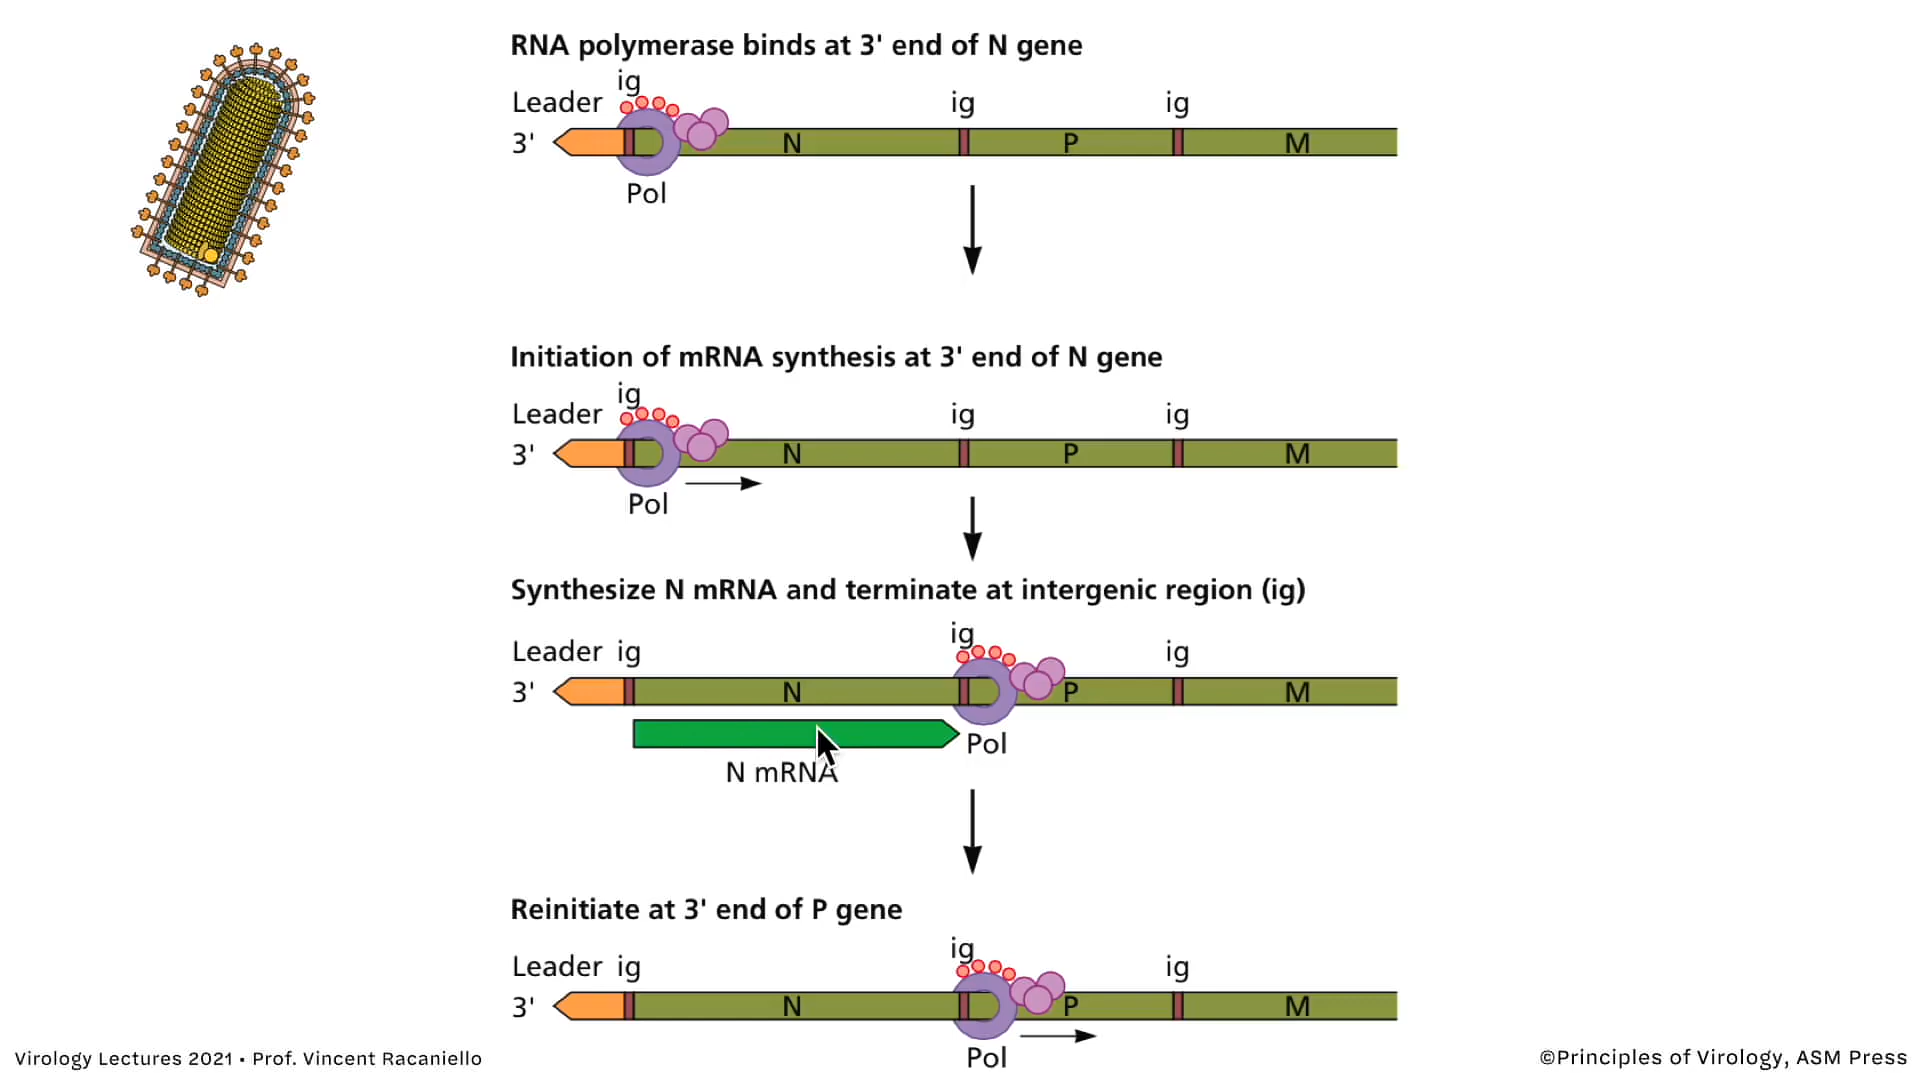 RNA polymerase binds at 3' end of N gene
ig
Leader ig ig
3' N P M
Pol
Initiation of mRNA synthesis at 3' end of N gene
ig
Leader ig ig
3' N P M
Pol
Synthesize N mRNA and terminate at intergenic region (ig)
ig
Leader ig ig
3' N P M
Pol
N mRNA
Reinitiate at 3' end of P gene
ig
Leader ig ig
3' N P M
Pol
Virology Lectures 2021 • Prof. Vincent Racaniello
©Principles of Virology, ASM Press